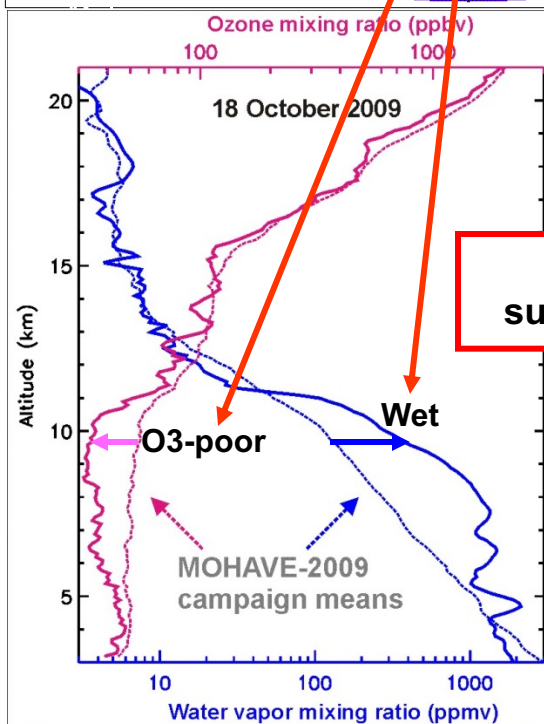 Ozone mixing ratio (ppbv)
100 1000
18 October 2009
20
15
10
5
Altitude (km)
su
Wet
O3-poor
MOHAVE-2009
campaign means
10 100 1000
Water vapor mixing ratio (ppmv)